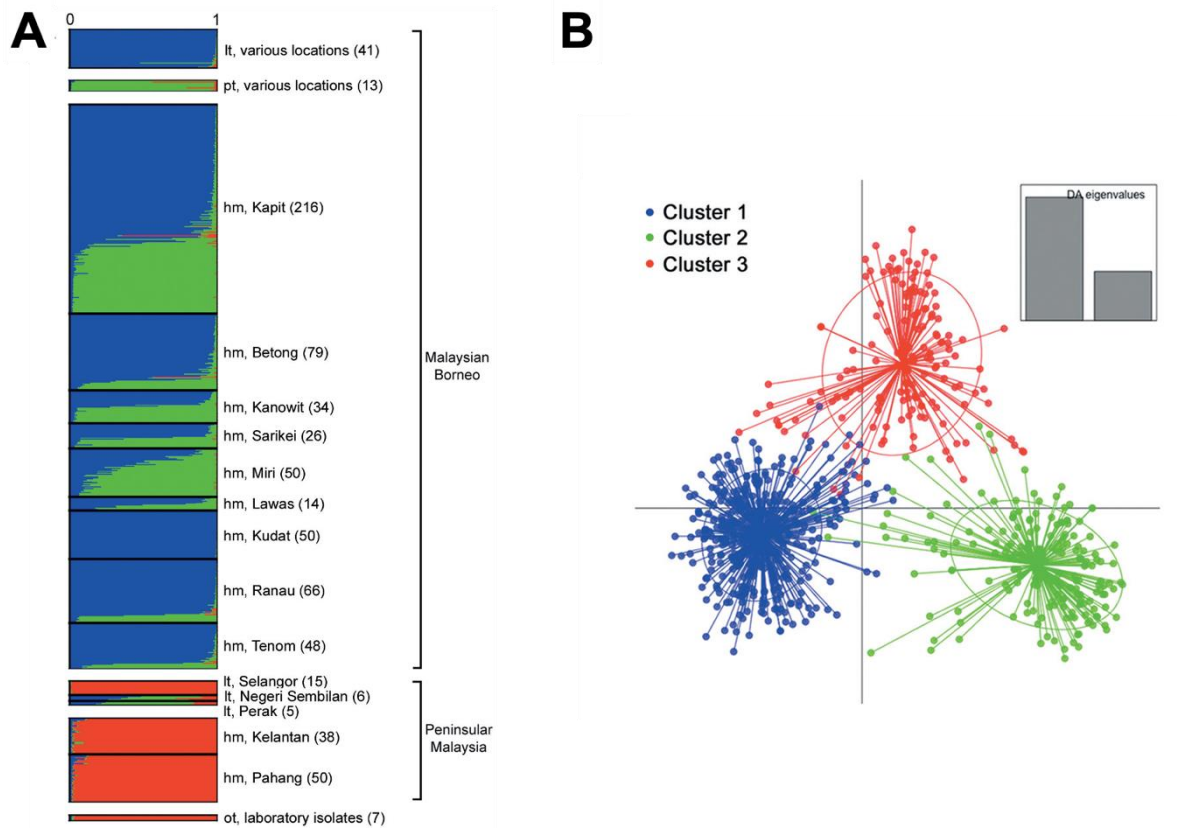 A
0 1
lt, various locations (41)
pt, various locations (13)
hm, Kapit (216)
hm, Betong (79)
hm, Kanowit (34)
hm, Sarikei (26)
hm, Miri (50)
hm, Lawas (14)
hm, Kudat (50)
hm, Ranau (66)
hm, Tenom (48)
Malaysian
Borneo
lt, Selangor (15)
lt, Negeri Sembilan (6)
lt, Perak (5)
hm, Kelantan (38)
hm, Pahang (50)
Peninsular
Malaysia
ot, laboratory isolates (7)
B
Cluster 1
Cluster 2
Cluster 3
DA eigenvalues